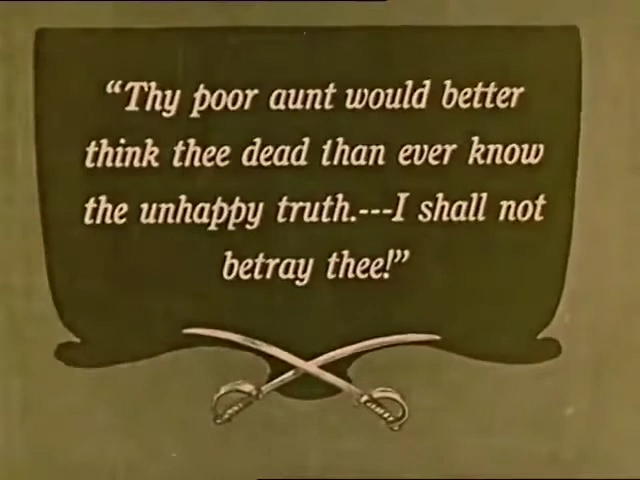 “Thy poor aunt would better
think thee dead than ever know
the unhappy truth.---I shall not
betray thee!”